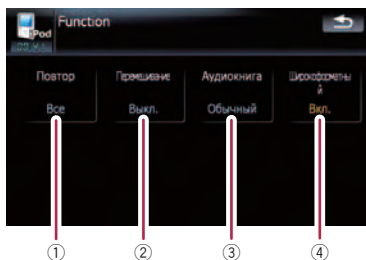 iPod
Function
Повтор
Перемешивание
Аудиокнига
Широкоформатны
й
Все
Выкл.
Обычный
Вкл.
① ② ③ ④